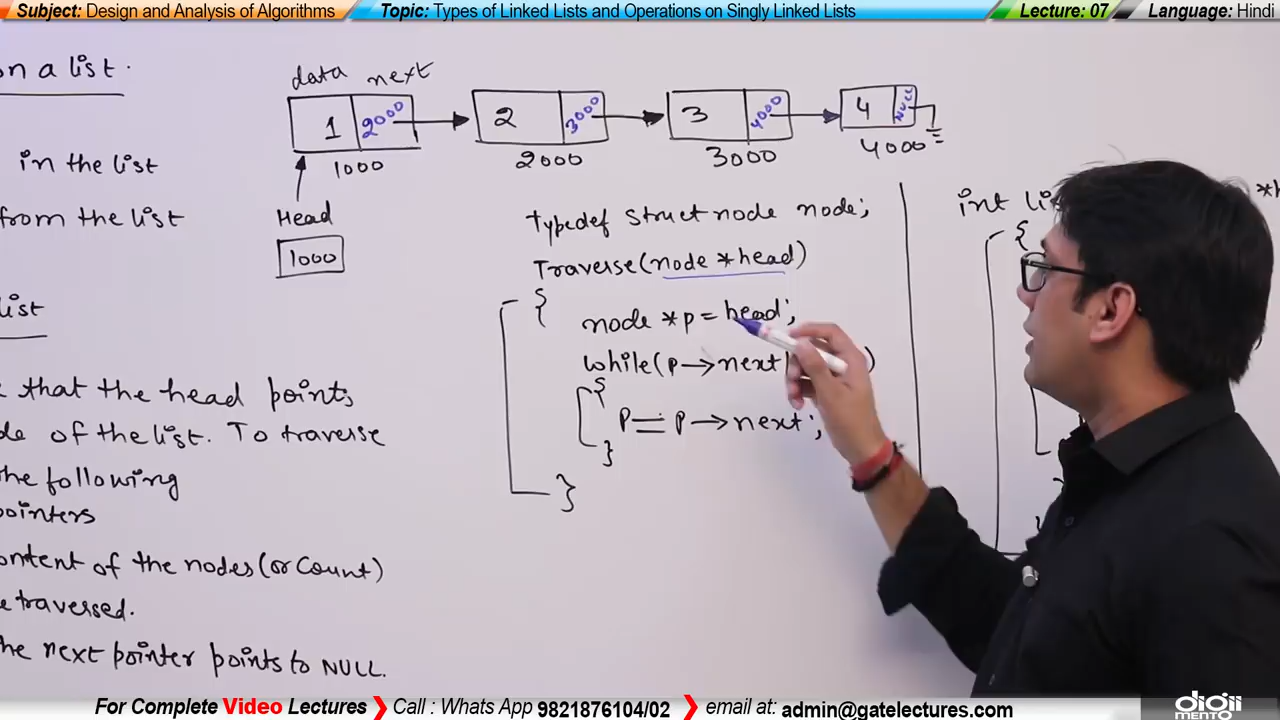 Subject: Design and Analysis of Algorithms
Topic: Types of Linked Lists and Operations on Singly Linked Lists
Lecture: 07
Language: Hindi
on a list.
in the list
from the list
list
that the head points
of the list. To traverse
following
pointers
content of the nodes (or Count)
traversed.
the next pointer points to NULL.
data next
1 2000 2 3000 3 4000 4 NULL
1000 2000 3000 4000
Head
1000
Typedef struct node node;
Traverse(node *head)
{
node *p = head;
while(p→next )
{
P = P→next;
}
}
int
{
For Complete Video Lectures
Call : Whats App 9821876104/02
email at: admin@gatelectures.com
digii
MENTOR